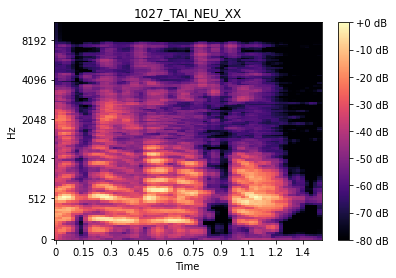 1027_TAI_NEU_XX
+0 dB
8192
-10 dB
4096
-20 dB
-30 dB
2048
Hz
-40 dB
1024
-50 dB
-60 dB
512
-70 dB
0
-80 dB
0 0.15 0.3 0.45 0.6 0.75 0.9 1.1 1.2 1.4
Time